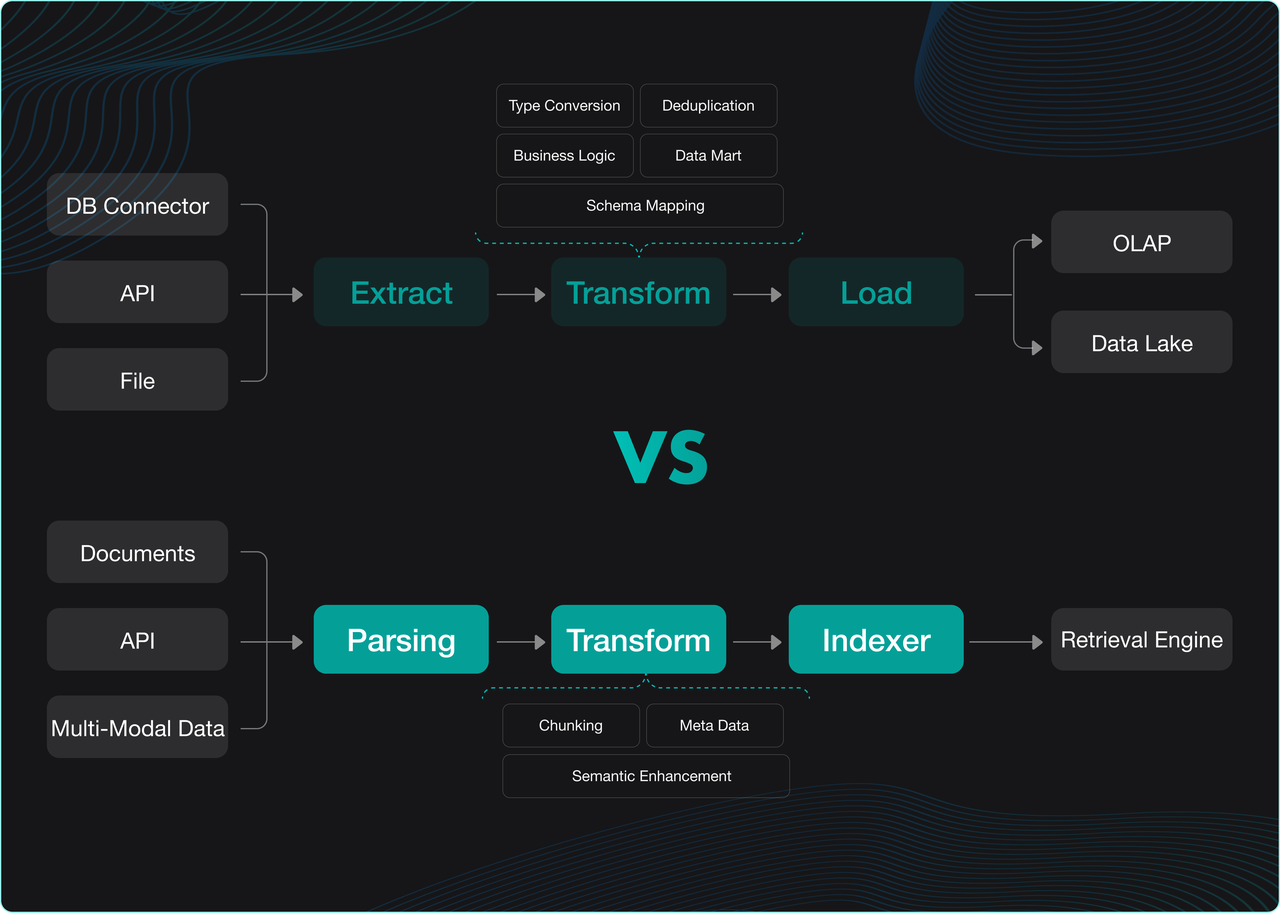 Type Conversion
Deduplication
Business Logic
Data Mart
Schema Mapping
DB Connector
API
File
Extract
Transform
Load
OLAP
Data Lake
VS
Documents
API
Multi-Modal Data
Parsing
Transform
Indexer
Retrieval Engine
Chunking
Meta Data
Semantic Enhancement